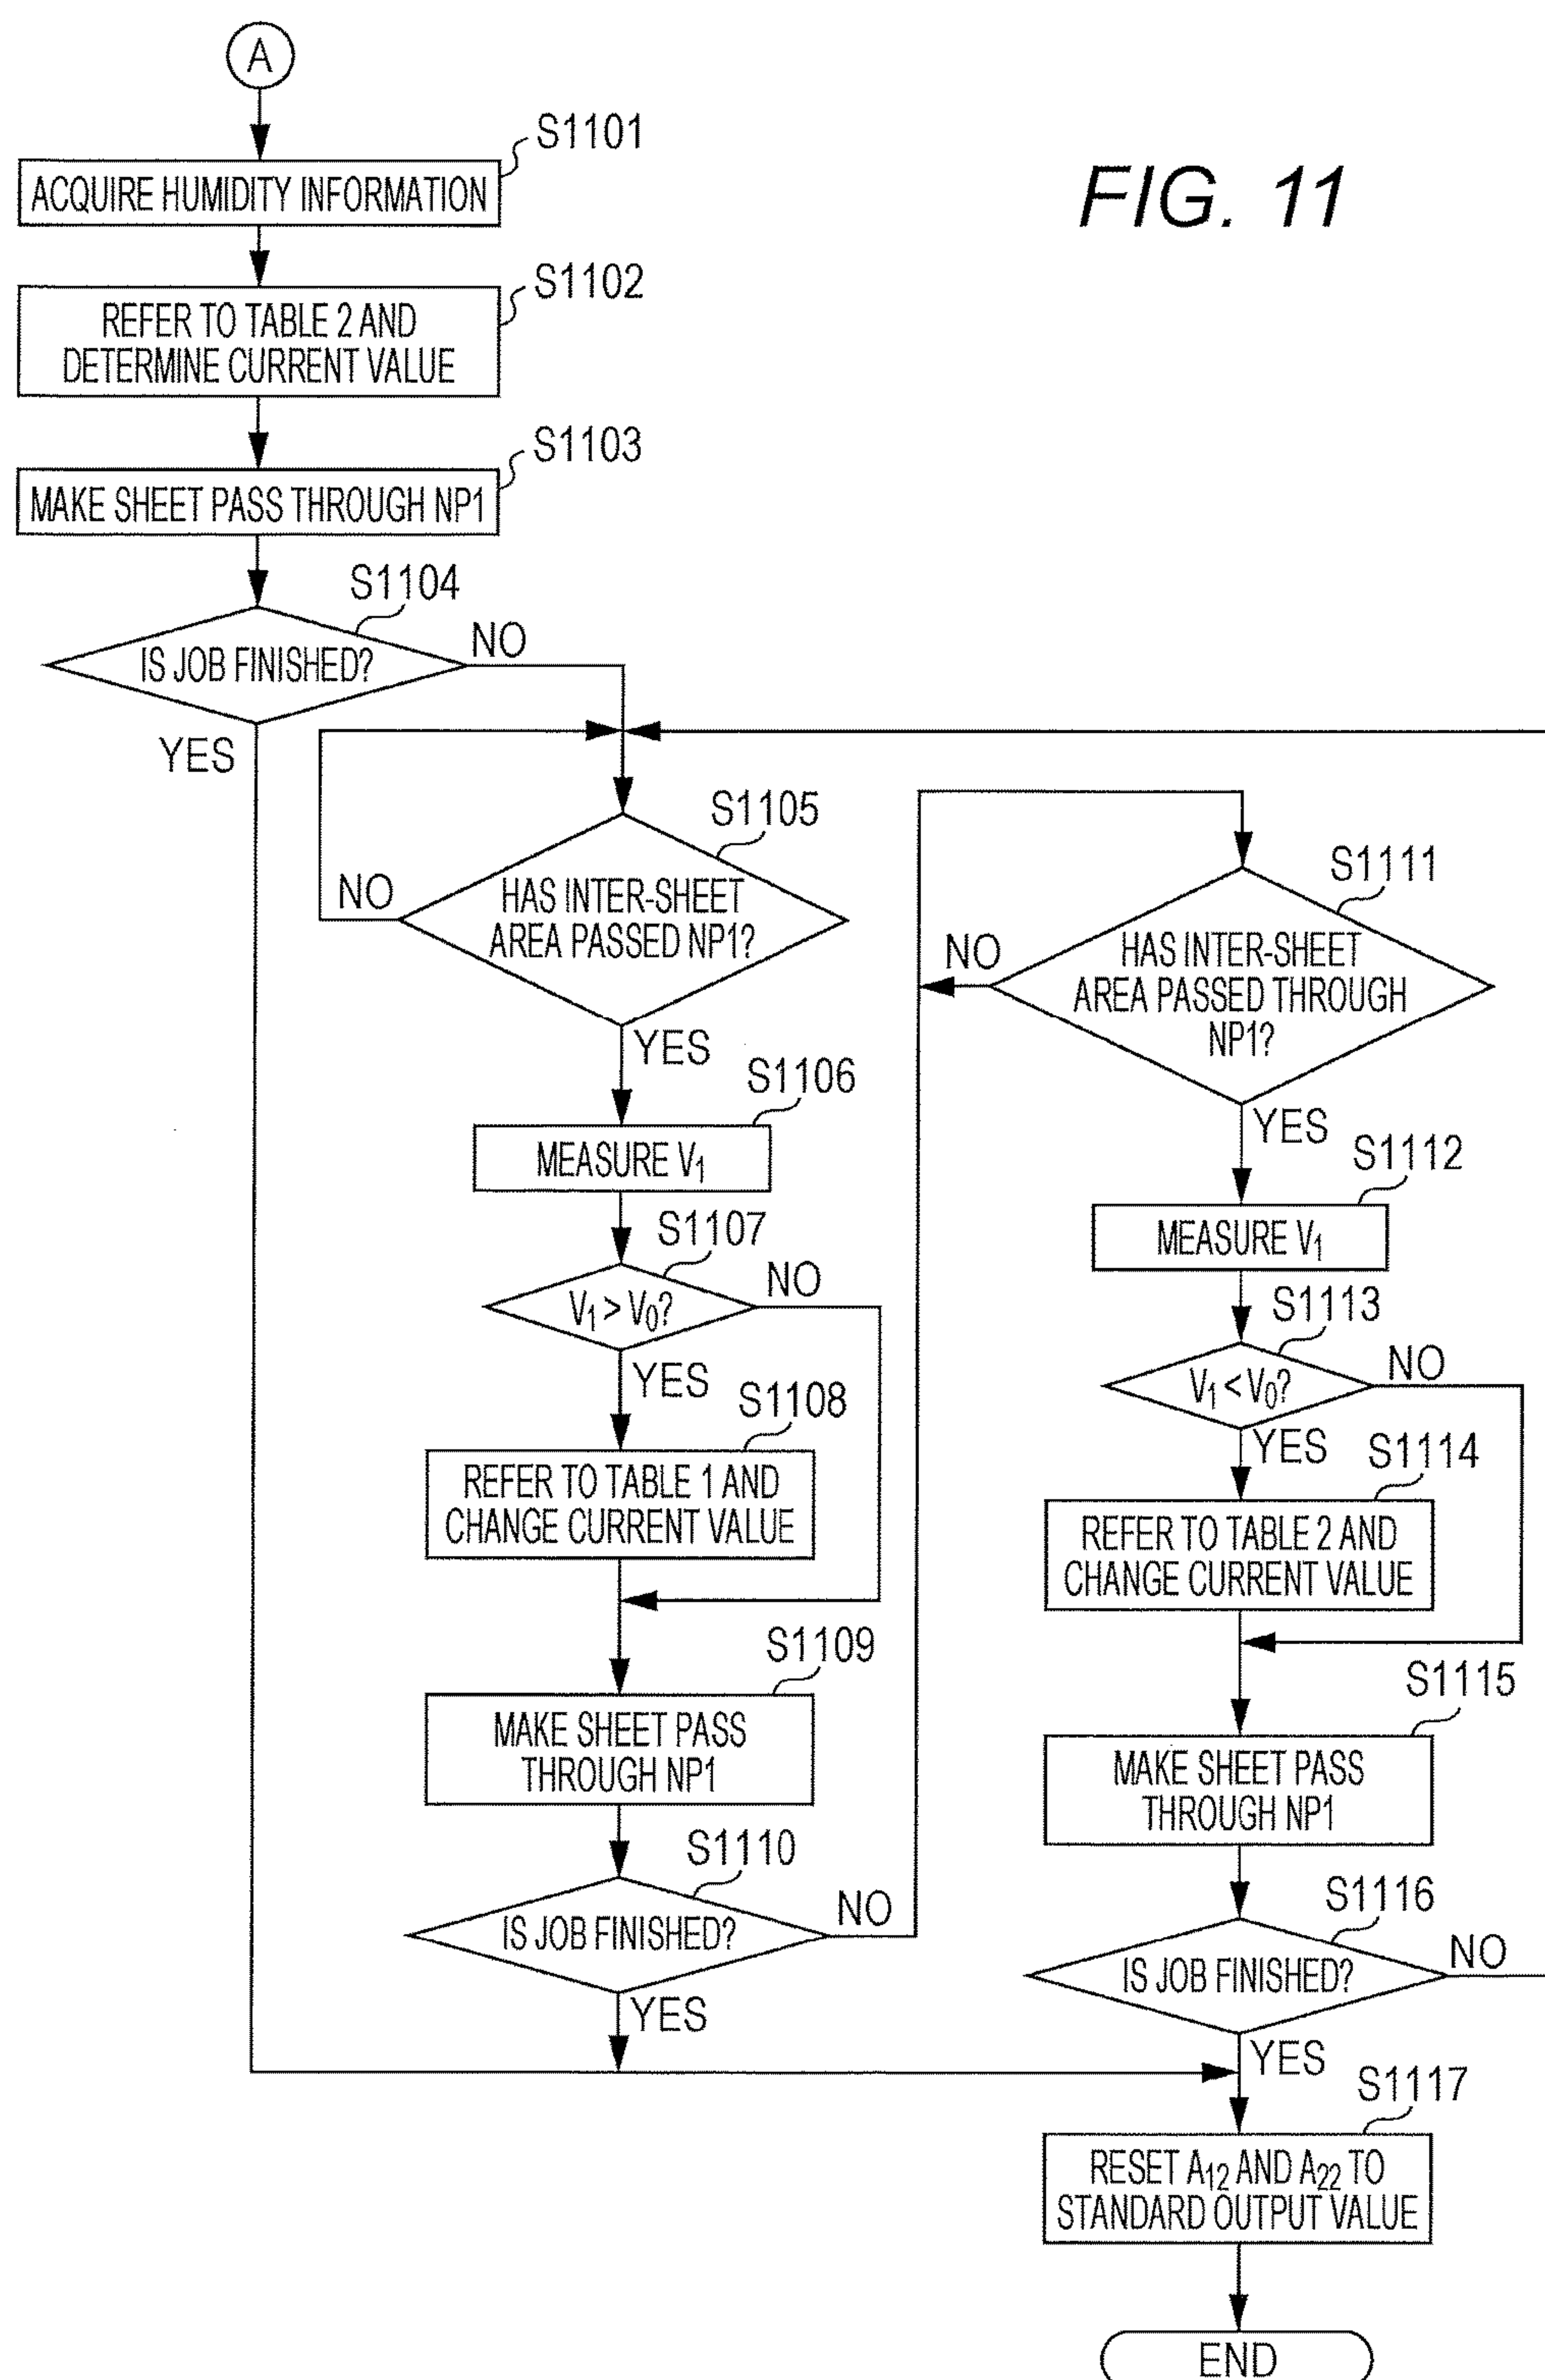 A
S1101
ACQUIRE HUMIDITY INFORMATION
FIG. 11
S1102
REFER TO TABLE 2 AND
DETERMINE CURRENT VALUE
S1103
MAKE SHEET PASS THROUGH NP1
S1104
IS JOB FINISHED?
NO
YES
S1105
HAS INTER-SHEET
AREA PASSED NP1?
NO
YES
S1106
MEASURE V1
S1107
V1 > V0?
NO
YES
S1108
REFER TO TABLE 1 AND
CHANGE CURRENT VALUE
S1109
MAKE SHEET PASS
THROUGH NP1
S1110
IS JOB FINISHED?
NO
YES
S1111
HAS INTER-SHEET
AREA PASSED THROUGH
NP1?
NO
YES
S1112
MEASURE V1
S1113
V1 < V0?
NO
YES
S1114
REFER TO TABLE 2 AND
CHANGE CURRENT VALUE
S1115
MAKE SHEET PASS
THROUGH NP1
S1116
IS JOB FINISHED?
NO
YES
S1117
RESET A12 AND A22 TO
STANDARD OUTPUT VALUE
END